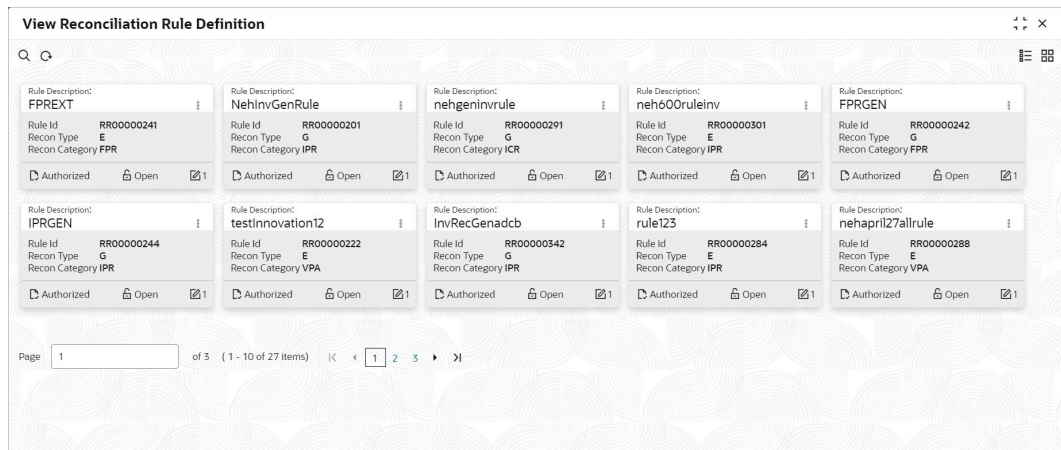 View Reconciliation Rule Definition
Rule Description:
FPREXT
Rule Id RR00000241
Recon Type E
Recon Category FPR
Authorized Open 1
Rule Description:
NehInvGenRule
Rule Id RR00000201
Recon Type G
Recon Category IPR
Authorized Open 1
Rule Description:
nehgeninvrule
Rule Id RR00000291
Recon Type G
Recon Category ICR
Authorized Open 1
Rule Description:
neh600ruleinv
Rule Id RR00000301
Recon Type E
Recon Category IPR
Authorized Open 1
Rule Description:
FPRGEN
Rule Id RR00000242
Recon Type G
Recon Category FPR
Authorized Open 1
Rule Description:
IPRGEN
Rule Id RR00000244
Recon Type G
Recon Category IPR
Authorized Open 1
Rule Description:
testInnovation12
Rule Id RR00000222
Recon Type E
Recon Category VPA
Authorized Open 1
Rule Description:
InvRecGenadcb
Rule Id RR00000342
Recon Type G
Recon Category IPR
Authorized Open 1
Rule Description:
rule123
Rule Id RR00000284
Recon Type E
Recon Category IPR
Authorized Open 1
Rule Description:
nehapril27allrule
Rule Id RR00000288
Recon Type E
Recon Category VPA
Authorized Open 1
Page 1 of 3 (1 - 10 of 27 items) 1 2 3